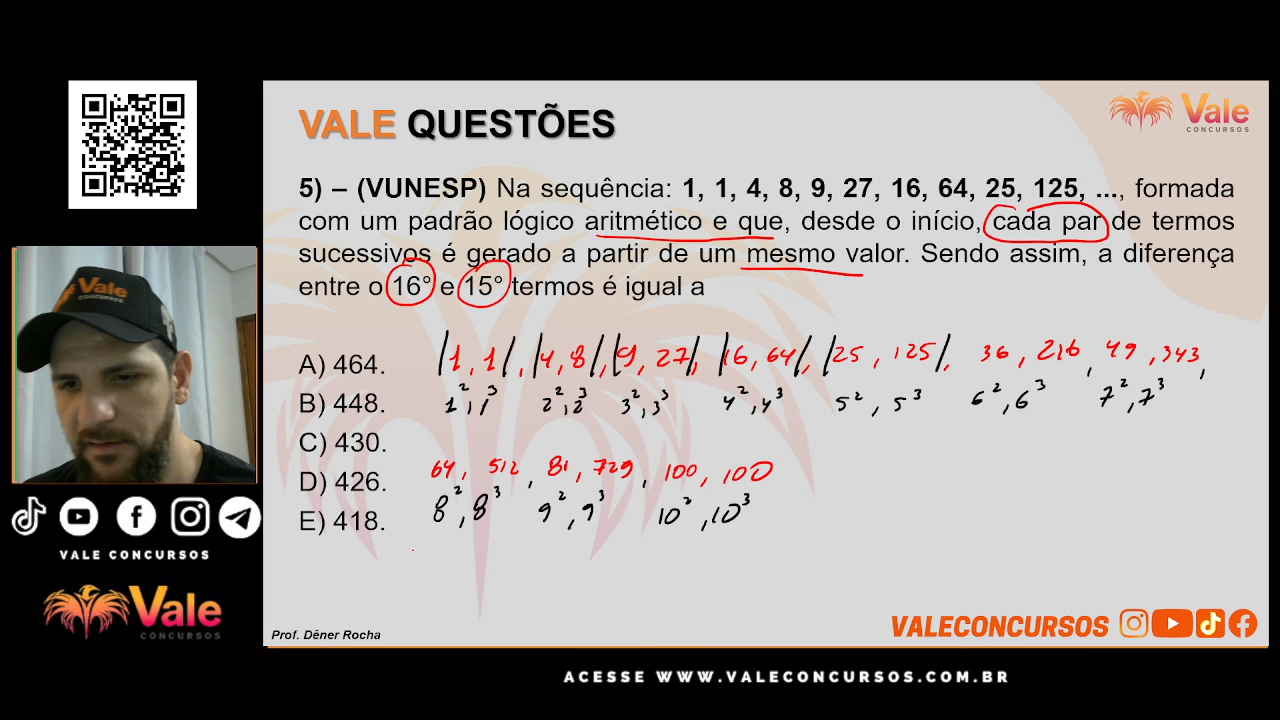 VALE QUESTÕES
Vale
CONCURSOS
5) – (VUNESP) Na sequência: 1, 1, 4, 8, 9, 27, 16, 64, 25, 125, ..., formada
com um padrão lógico aritmético e que, desde o início, cada par de termos
sucessivos é gerado a partir de um mesmo valor. Sendo assim, a diferença
entre o 16° e 15° termos é igual a
A) 464.
B) 448.
C) 430.
D) 426.
E) 418.
|1, 1|, |4, 8|, |9, 27|, |16, 64|, |25, 125|, 36, 216, 49, 343,
1², 1³ 2², 2³ 3², 3³ 4², 4³ 5², 5³ 6², 6³ 7², 7³
64, 512, 81, 729, 100, 100
8², 8³ 9², 9³ 10², 10³
Vale
VALE CONCURSOS
Vale
CONCURSOS
Prof. Dêner Rocha
VALECONCURSOS
ACESSE WWW.VALECONCURSOS.COM.BR